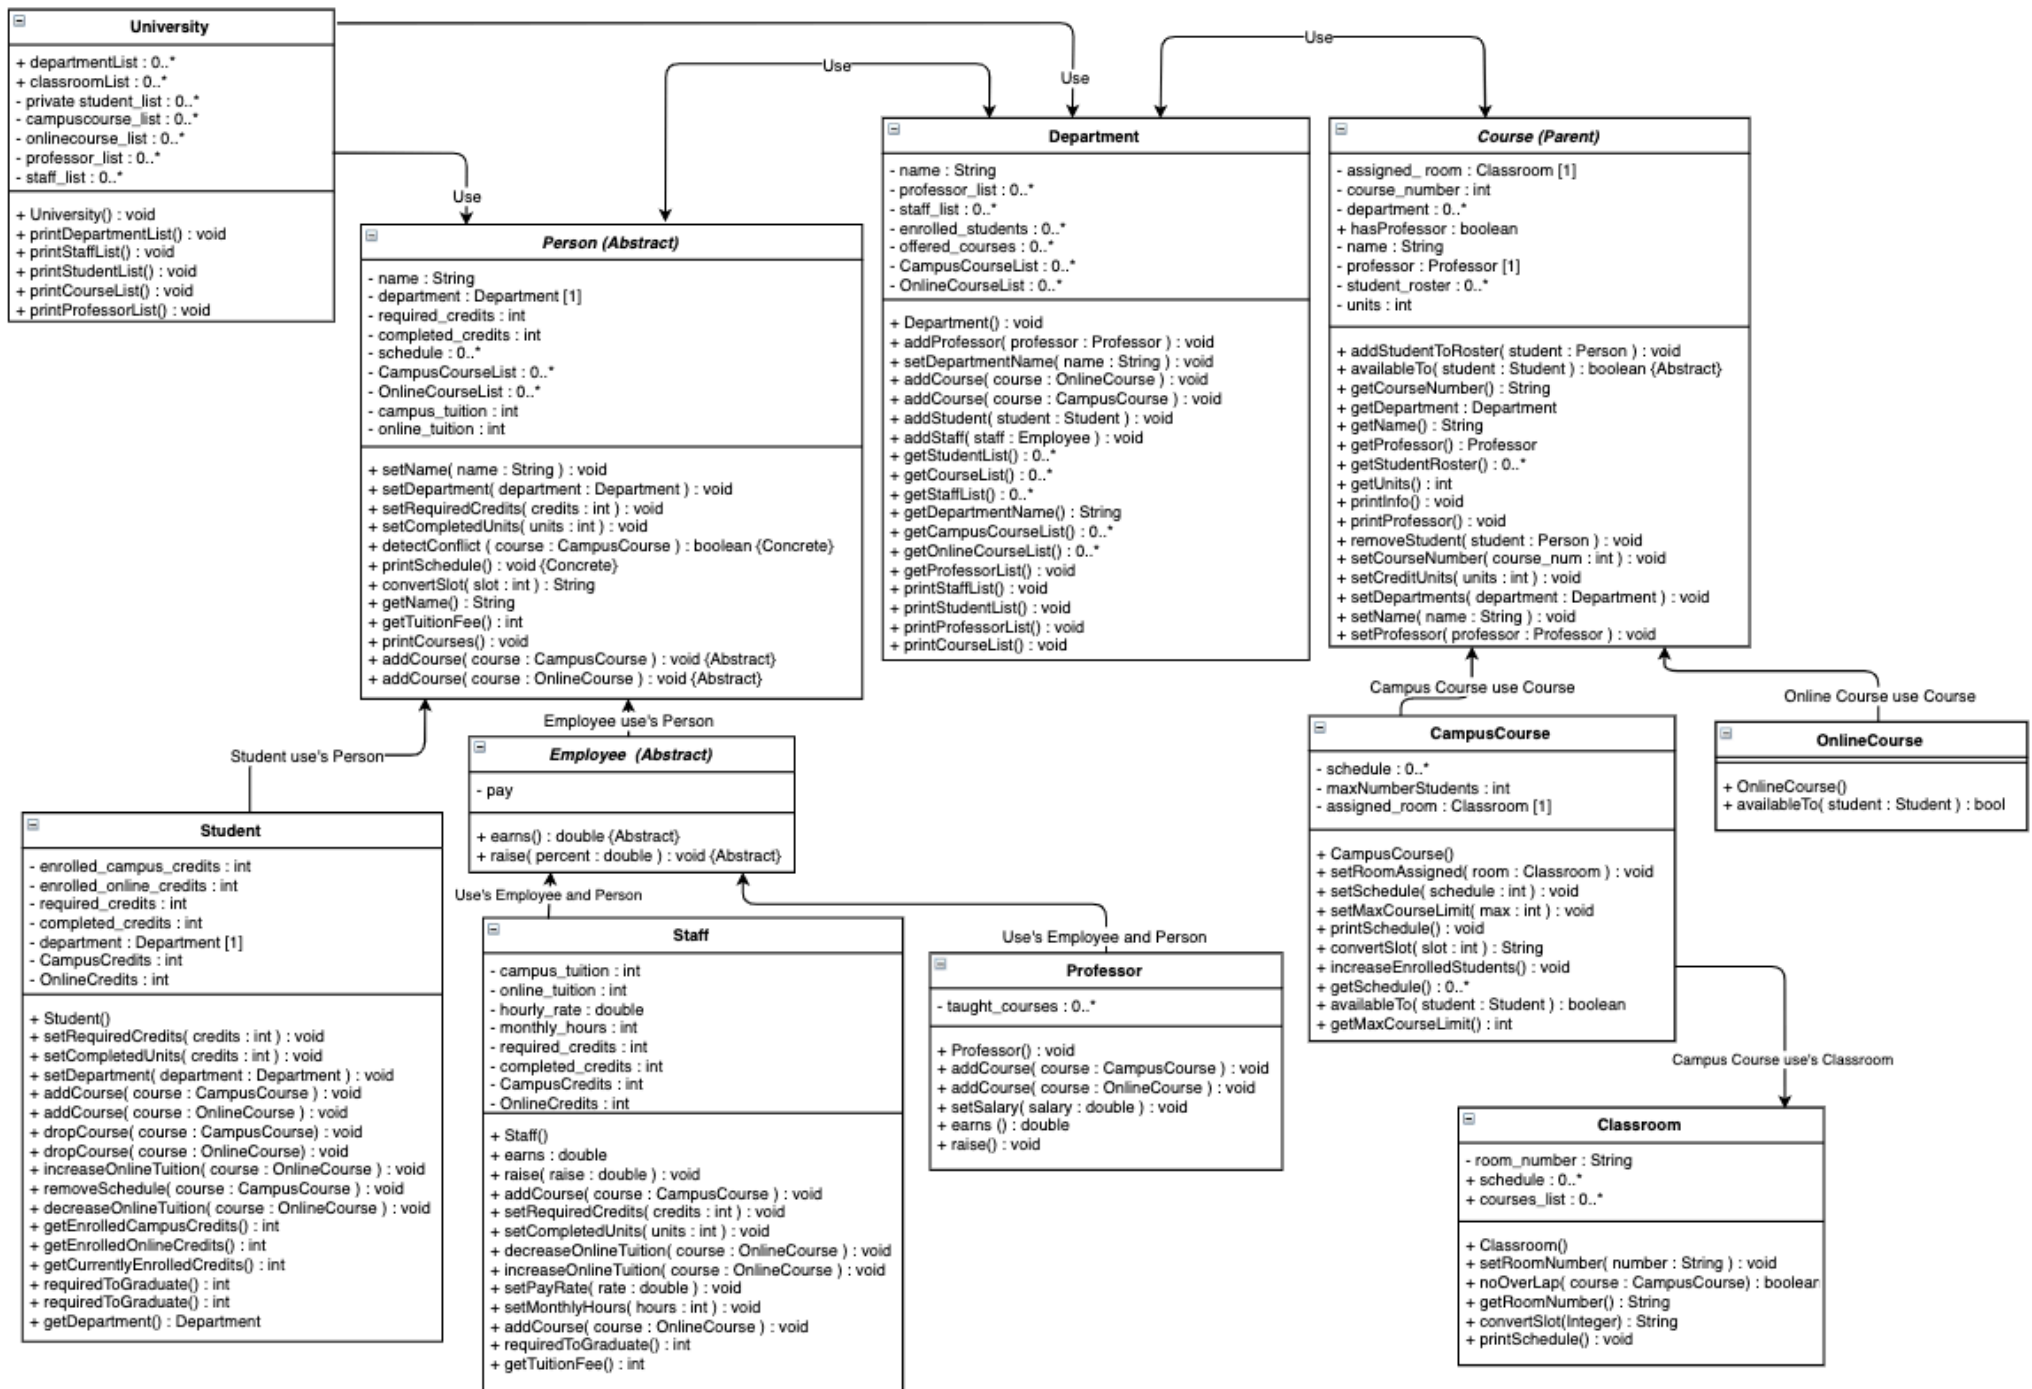 University
+ departmentList : 0..*
+ classroomList : 0..*
- private student_list : 0..*
- campuscourse_list : 0..*
- onlinecourse_list : 0..*
- professor_list : 0..*
- staff_list : 0..*
+ University() : void
+ printDepartmentList() : void
+ printStaffList() : void
+ printStudentList() : void
+ printCourseList() : void
+ printProfessorList() : void
Use
Use
Use
Use
Person (Abstract)
- name : String
- department : Department [1]
- required_credits : int
- completed_credits : int
- schedule : 0..*
- CampusCourseList : 0..*
- OnlineCourseList : 0..*
- campus_tuition : int
- online_tuition : int
+ setName( name : String ) : void
+ setDepartment( department : Department ) : void
+ setRequiredCredits( credits : int ) : void
+ setCompletedUnits( units : int ) : void
+ detectConflict ( course : CampusCourse ) : boolean {Concrete}
+ printSchedule() : void {Concrete}
+ convertSlot( slot : int ) : String
+ getName() : String
+ getTuitionFee() : int
+ printCourses() : void
+ addCourse( course : CampusCourse ) : void {Abstract}
+ addCourse( course : OnlineCourse ) : void {Abstract}
Department
- name : String
- professor_list : 0..*
- staff_list : 0..*
- enrolled_students : 0..*
- offered_courses : 0..*
- CampusCourseList : 0..*
- OnlineCourseList : 0..*
+ Department() : void
+ addProfessor( professor : Professor ) : void
+ setDepartmentName( name : String ) : void
+ addCourse( course : OnlineCourse ) : void
+ addCourse( course : CampusCourse ) : void
+ addStudent( student : Student ) : void
+ addStaff( staff : Employee ) : void
+ getStudentList() : 0..*
+ getCourseList() : 0..*
+ getStaffList() : 0..*
+ getDepartmentName() : String
+ getCampusCourseList() : 0..*
+ getOnlineCourseList() : 0..*
+ getProfessorList() : void
+ printStaffList() : void
+ printStudentList() : void
+ printProfessorList() : void
+ printCourseList() : void
Course (Parent)
- assigned_ room : Classroom [1]
- course_number : int
- department : 0..*
+ hasProfessor : boolean
- name : String
- professor : Professor [1]
- student_roster : 0..*
- units : int
+ addStudentToRoster( student : Person ) : void
+ availableTo( student : Student ) : boolean {Abstract}
+ getCourseNumber() : String
+ getDepartment : Department
+ getName() : String
+ getProfessor() : Professor
+ getStudentRoster() : 0..*
+ getUnits() : int
+ printInfo() : void
+ printProfessor() : void
+ removeStudent( student : Person ) : void
+ setCourseNumber( course_num : int ) : void
+ setCreditUnits( units : int ) : void
+ setDepartments( department : Department ) : void
+ setName( name : String ) : void
+ setProfessor( professor : Professor ) : void
Student use's Person
Employee use's Person
Campus Course use Course
Online Course use Course
Student
- enrolled_campus_credits : int
- enrolled_online_credits : int
- required_credits : int
- completed_credits : int
- department : Department [1]
- CampusCredits : int
- OnlineCredits : int
+ Student()
+ setRequiredCredits( credits : int ) : void
+ setCompletedUnits( credits : int ) : void
+ setDepartment( department : Department ) : void
+ addCourse( course : CampusCourse ) : void
+ addCourse( course : OnlineCourse ) : void
+ dropCourse( course : CampusCourse) : void
+ dropCourse( course : OnlineCourse) : void
+ increaseOnlineTuition( course : OnlineCourse ) : void
+ removeSchedule( course : CampusCourse ) : void
+ decreaseOnlineTuition( course : OnlineCourse ) : void
+ getEnrolledCampusCredits() : int
+ getEnrolledOnlineCredits() : int
+ getCurrentlyEnrolledCredits() : int
+ requiredToGraduate() : int
+ requiredToGraduate() : int
+ getDepartment() : Department
Employee (Abstract)
- pay
+ earns() : double {Abstract}
+ raise( percent : double ) : void {Abstract}
Use's Employee and Person
Use's Employee and Person
Staff
- campus_tuition : int
- online_tuition : int
- hourly_rate : double
- monthly_hours : int
- required_credits : int
- completed_credits : int
- CampusCredits : int
- OnlineCredits : int
+ Staff()
+ earns : double
+ raise( raise : double ) : void
+ addCourse( course : CampusCourse ) : void
+ setRequiredCredits( credits : int ) : void
+ setCompletedUnits( units : int ) : void
+ decreaseOnlineTuition( course : OnlineCourse ) : void
+ increaseOnlineTuition( course : OnlineCourse ) : void
+ setPayRate( rate : double ) : void
+ setMonthlyHours( hours : int ) : void
+ addCourse( course : OnlineCourse ) : void
+ requiredToGraduate() : int
+ getTuitionFee() : int
Professor
- taught_courses : 0..*
+ Professor() : void
+ addCourse( course : CampusCourse ) : void
+ addCourse( course : OnlineCourse ) : void
+ setSalary( salary : double ) : void
+ earns () : double
+ raise() : void
CampusCourse
- schedule : 0..*
- maxNumberStudents : int
- assigned_room : Classroom [1]
+ CampusCourse()
+ setRoomAssigned( room : Classroom ) : void
+ setSchedule( schedule : int ) : void
+ setMaxCourseLimit( max : int ) : void
+ printSchedule() : void
+ convertSlot( slot : int ) : String
+ increaseEnrolledStudents() : void
+ getSchedule() : 0..*
+ availableTo( student : Student ) : boolean
+ getMaxCourseLimit() : int
OnlineCourse
+ OnlineCourse()
+ availableTo( student : Student ) : bool
Campus Course use's Classroom
Classroom
- room_number : String
+ schedule : 0..*
+ courses_list : 0..*
+ Classroom()
+ setRoomNumber( number : String ) : void
+ noOverLap( course : CampusCourse) : boolean
+ getRoomNumber() : String
+ convertSlot(Integer) : String
+ printSchedule() : void